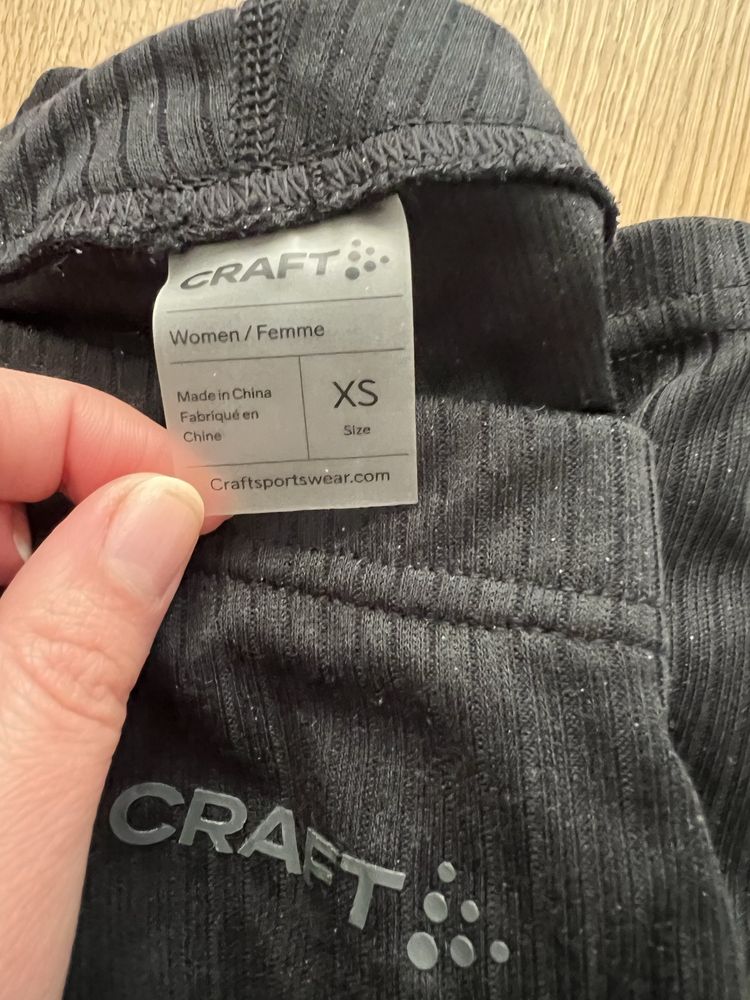 CRAFT
Women / Femme
Made in China
Fabriqué en
Chine
XS
Size
Craftsportswear.com
CRAFT